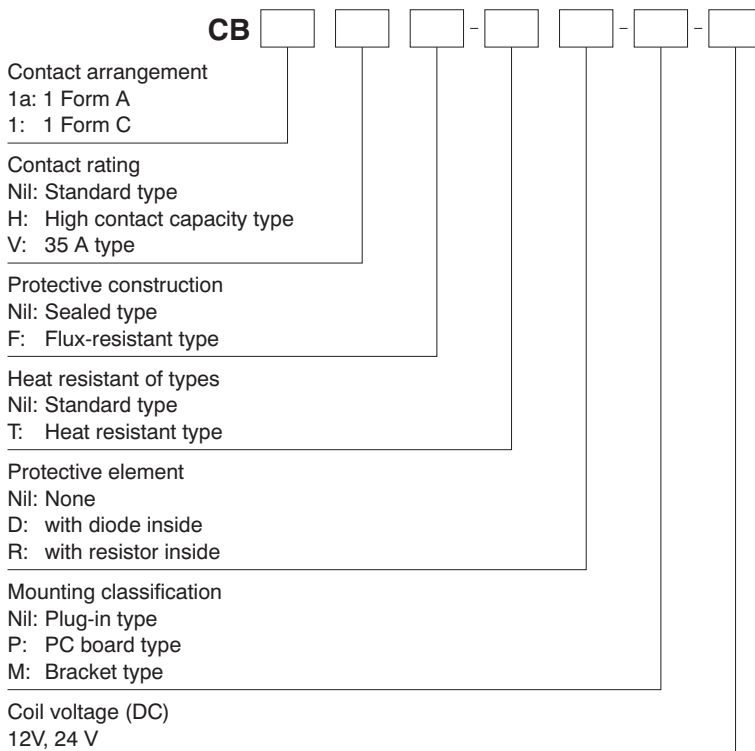 CB - - -
Contact arrangement
1a: 1 Form A
1: 1 Form C
Contact rating
Nil: Standard type
H: High contact capacity type
V: 35 A type
Protective construction
Nil: Sealed type
F: Flux-resistant type
Heat resistant of types
Nil: Standard type
T: Heat resistant type
Protective element
Nil: None
D: with diode inside
R: with resistor inside
Mounting classification
Nil: Plug-in type
P: PC board type
M: Bracket type
Coil voltage (DC)
12V, 24 V